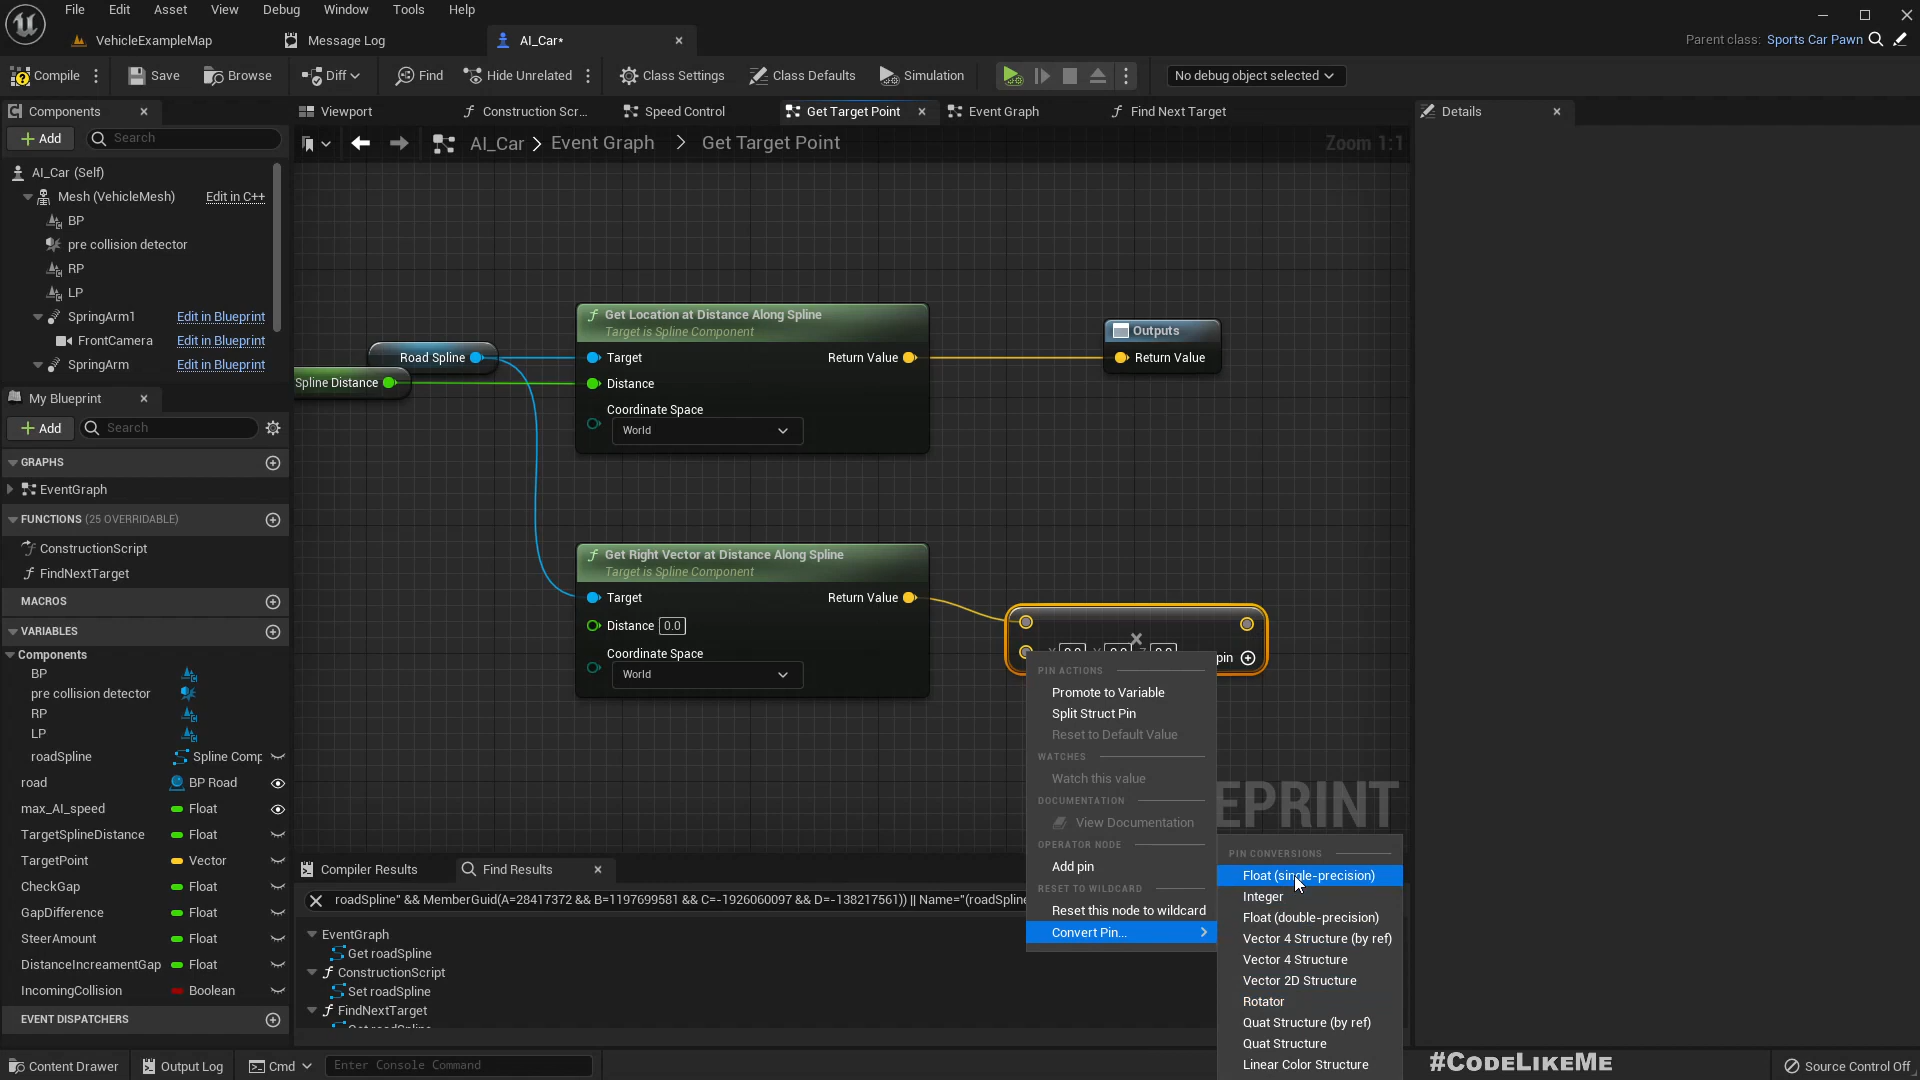 File Edit Asset View Debug Window Tools Help
VehicleExampleMap
Message Log
AI_Car*
Parent class: Sports Car Pawn
Compile
Save
Browse
Diff
Find
Hide Unrelated
Class Settings
Class Defaults
Simulation
No debug object selected
Components
Viewport
Construction Scr...
Speed Control
Get Target Point
Event Graph
Find Next Target
Details
Add
Search
AI_Car > Event Graph > Get Target Point
Zoom 1:1
AI_Car (Self)
Mesh (VehicleMesh) Edit in C++
BP
pre collision detector
RP
LP
SpringArm1 Edit in Blueprint
FrontCamera Edit in Blueprint
SpringArm Edit in Blueprint
My Blueprint
Add
Search
GRAPHS
EventGraph
FUNCTIONS (25 OVERRIDABLE)
ConstructionScript
FindNextTarget
MACROS
VARIABLES
Components
BP
pre collision detector
RP
LP
roadSpline Spline Comp
road BP Road
max_AI_speed Float
TargetSplineDistance Float
TargetPoint Vector
CheckGap Float
GapDifference Float
SteerAmount Float
DistanceIncreamentGap Float
IncomingCollision Boolean
EVENT DISPATCHERS
Road Spline
Spline Distance
Get Location at Distance Along Spline
Target is Spline Component
Target Return Value
Distance
Coordinate Space
World
Outputs
Return Value
Get Right Vector at Distance Along Spline
Target is Spline Component
Target Return Value
Distance 0.0
Coordinate Space
World
pin
PIN ACTIONS
Promote to Variable
Split Struct Pin
Reset to Default Value
WATCHES
Watch this value
DOCUMENTATION
View Documentation
OPERATOR NODE
Add pin
RESET TO WILDCARD
Reset this node to wildcard
Convert Pin...
PIN CONVERSIONS
Float (single-precision)
Integer
Float (double-precision)
Vector 4 Structure (by ref)
Vector 4 Structure
Vector 2D Structure
Rotator
Quat Structure (by ref)
Quat Structure
Linear Color Structure
EPRINT
Compiler Results
Find Results
roadSpline" && MemberGuid(A=28417372 && B=1197699581 && C=-1926060097 && D=-138217561)) || Name="(roadSpline
EventGraph
Get roadSpline
ConstructionScript
Set roadSpline
FindNextTarget
Get roadSpline
Content Drawer
Output Log
Cmd
Enter Console Command
#CodeLikeMe
Source Control Off